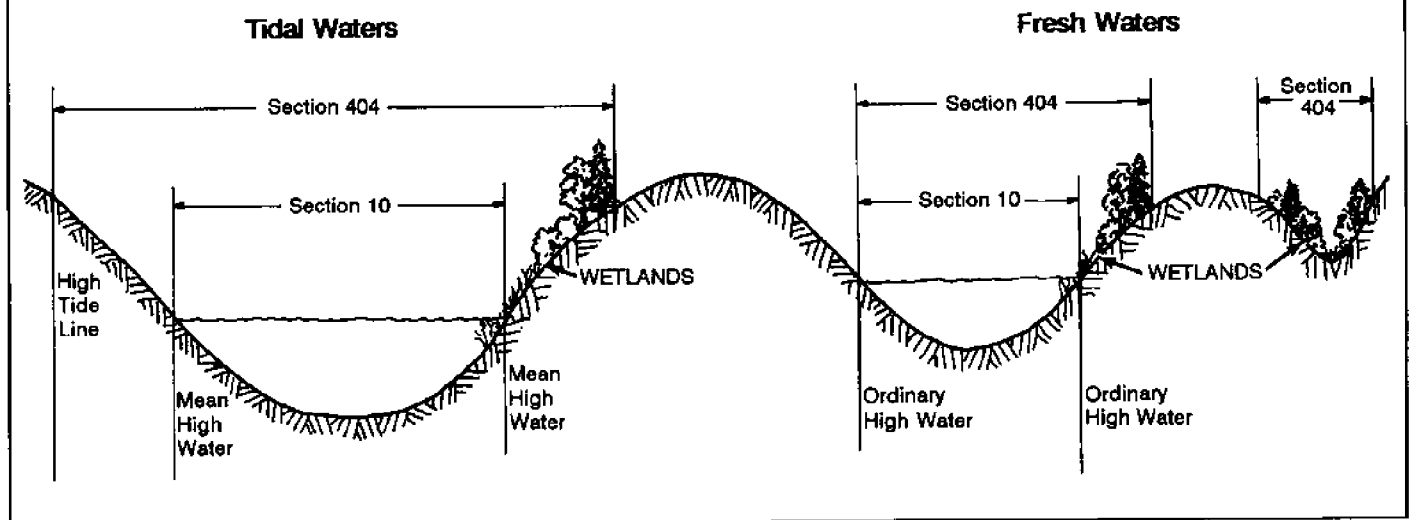 Tidal Waters
Fresh Waters
Section 404
Section 404
Section
404
Section 10
Section 10
WETLANDS
WETLANDS
High
Tide
Line
Mean
High
Water
Mean
High
Water
Ordinary
High Water
Ordinary
High Water